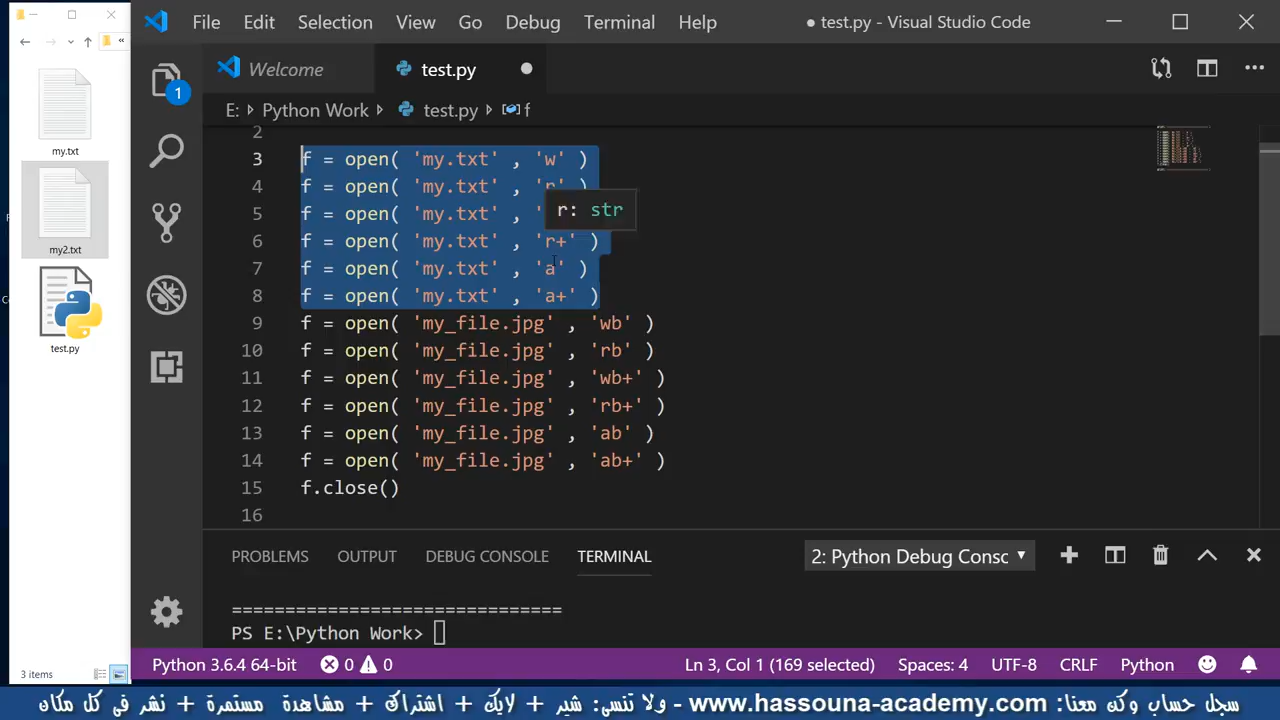 File Edit Selection View Go Debug Terminal Help
● test.py - Visual Studio Code
«
my.txt
my2.txt
test.py
3 items
1
Welcome
test.py
E: Python Work test.py f
2
3 f = open( 'my.txt' , 'w' )
4 f = open( 'my.txt' , 'r' )
5 f = open( 'my.txt' , '
r: str
6 f = open( 'my.txt' , 'r+' )
7 f = open( 'my.txt' , 'a' )
8 f = open( 'my.txt' , 'a+' )
9 f = open( 'my_file.jpg' , 'wb' )
10 f = open( 'my_file.jpg' , 'rb' )
11 f = open( 'my_file.jpg' , 'wb+' )
12 f = open( 'my_file.jpg' , 'rb+' )
13 f = open( 'my_file.jpg' , 'ab' )
14 f = open( 'my_file.jpg' , 'ab+' )
15 f.close()
16
PROBLEMS OUTPUT DEBUG CONSOLE TERMINAL 2: Python Debug Consc
==============================
PS E:\Python Work>
Python 3.6.4 64-bit 0 0 Ln 3, Col 1 (169 selected) Spaces: 4 UTF-8 CRLF Python
سجل حساب وكن معنا: www.hassouna-academy.com - ولا تنسى: شير + لايك + اشتراك + مشاهدة مستمرة + نشر فى كل مكان